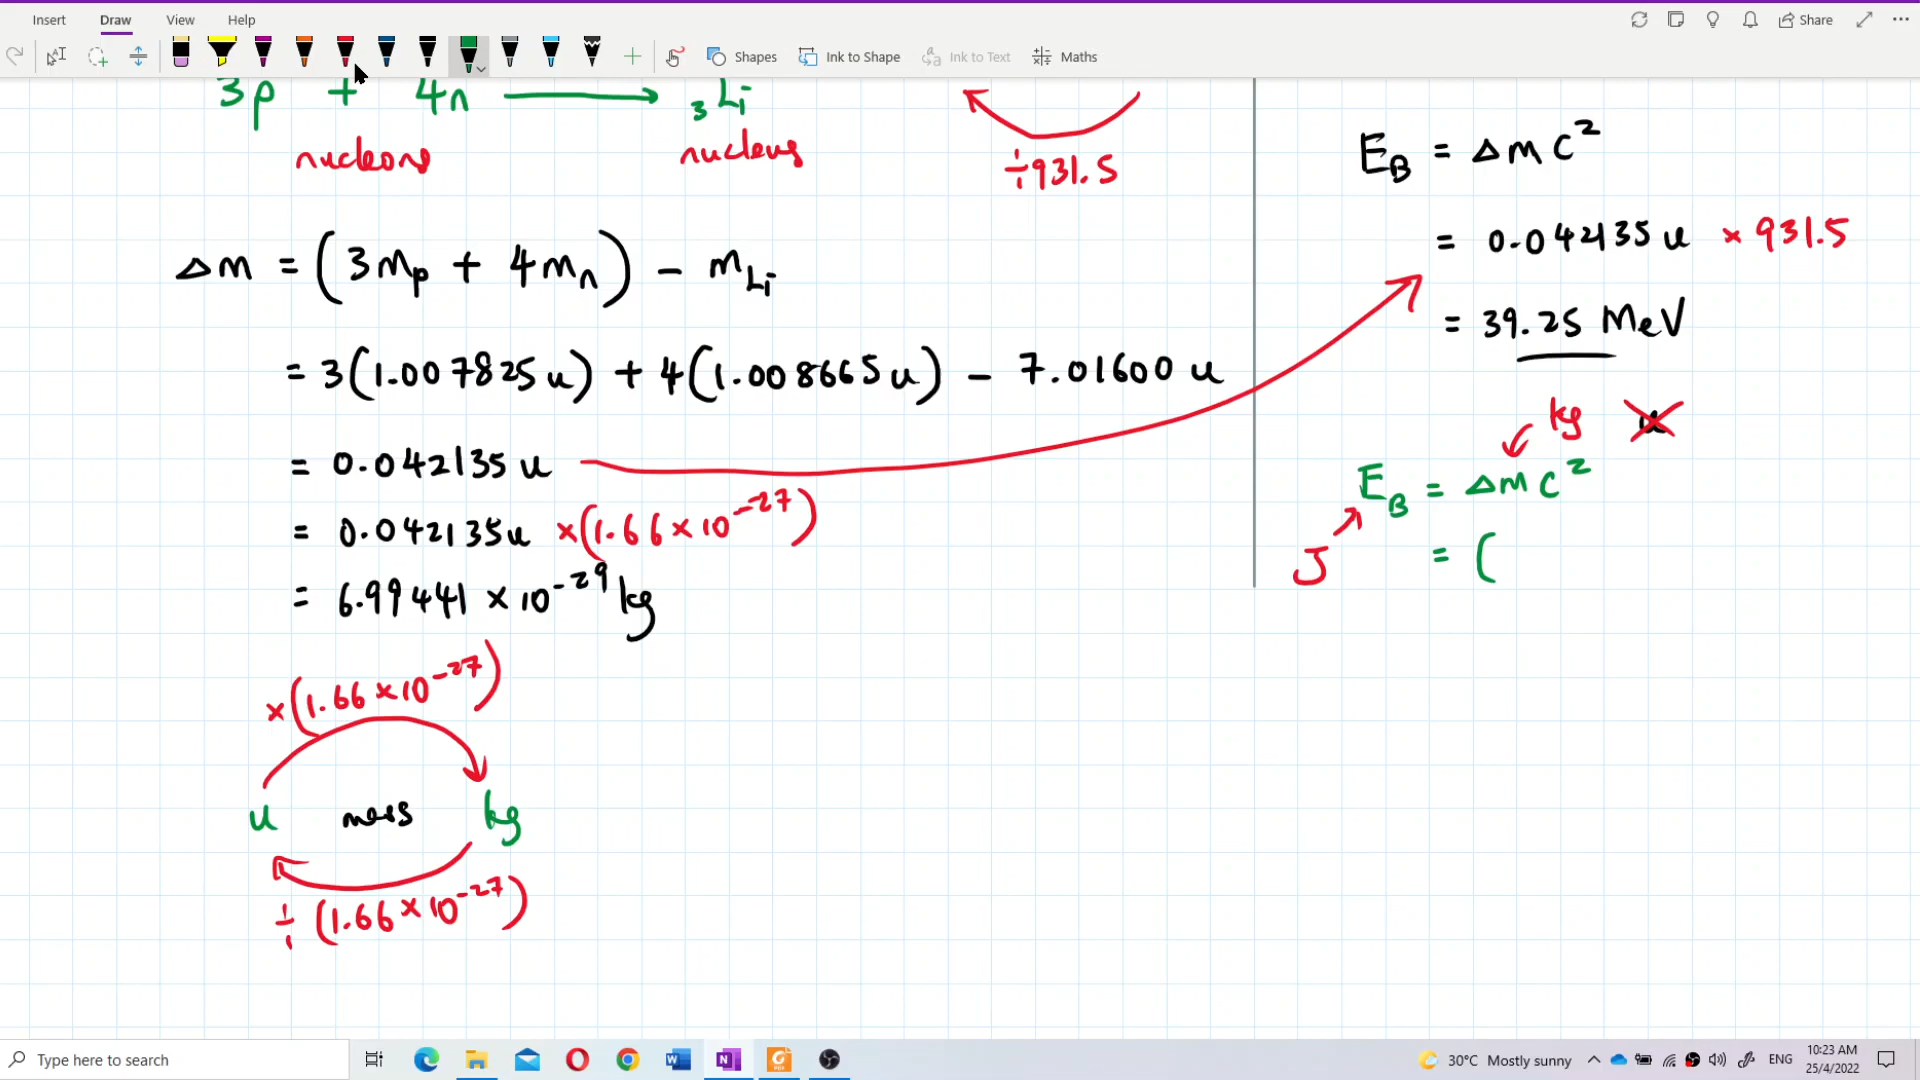 Insert Draw View Help Share
Shapes Ink to Shape Ink to Text Maths
3p + 4n ⟶ ₃Li
nucleons nucleus
÷931.5
Δm = (3mp + 4mn) - mLi
= 3(1.007825u) + 4(1.008665u) - 7.01600 u
= 0.042135 u
= 0.042135u ×(1.66×10⁻²⁷)
= 6.99441 × 10⁻²⁹ kg
×(1.66×10⁻²⁷)
u mass kg
÷ (1.66×10⁻²⁷)
EB = Δmc²
= 0.042135 u × 931.5
= 39.25 MeV
kg u
EB = Δmc²
J = (
Type here to search
30°C Mostly sunny ENG 10:23 AM
25/4/2022